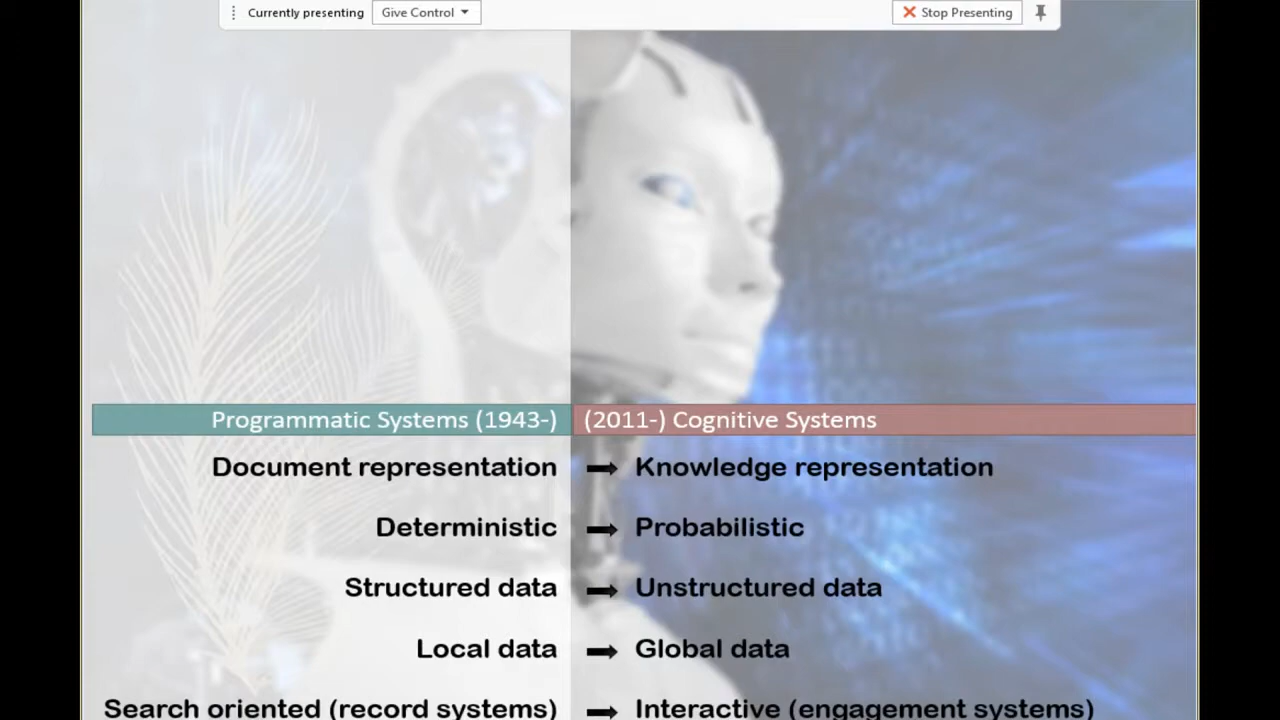 Currently presenting Give Control Stop Presenting
Programmatic Systems (1943-) (2011-) Cognitive Systems
Document representation Knowledge representation
Deterministic Probabilistic
Structured data Unstructured data
Local data Global data
Search oriented (record systems) Interactive (engagement systems)